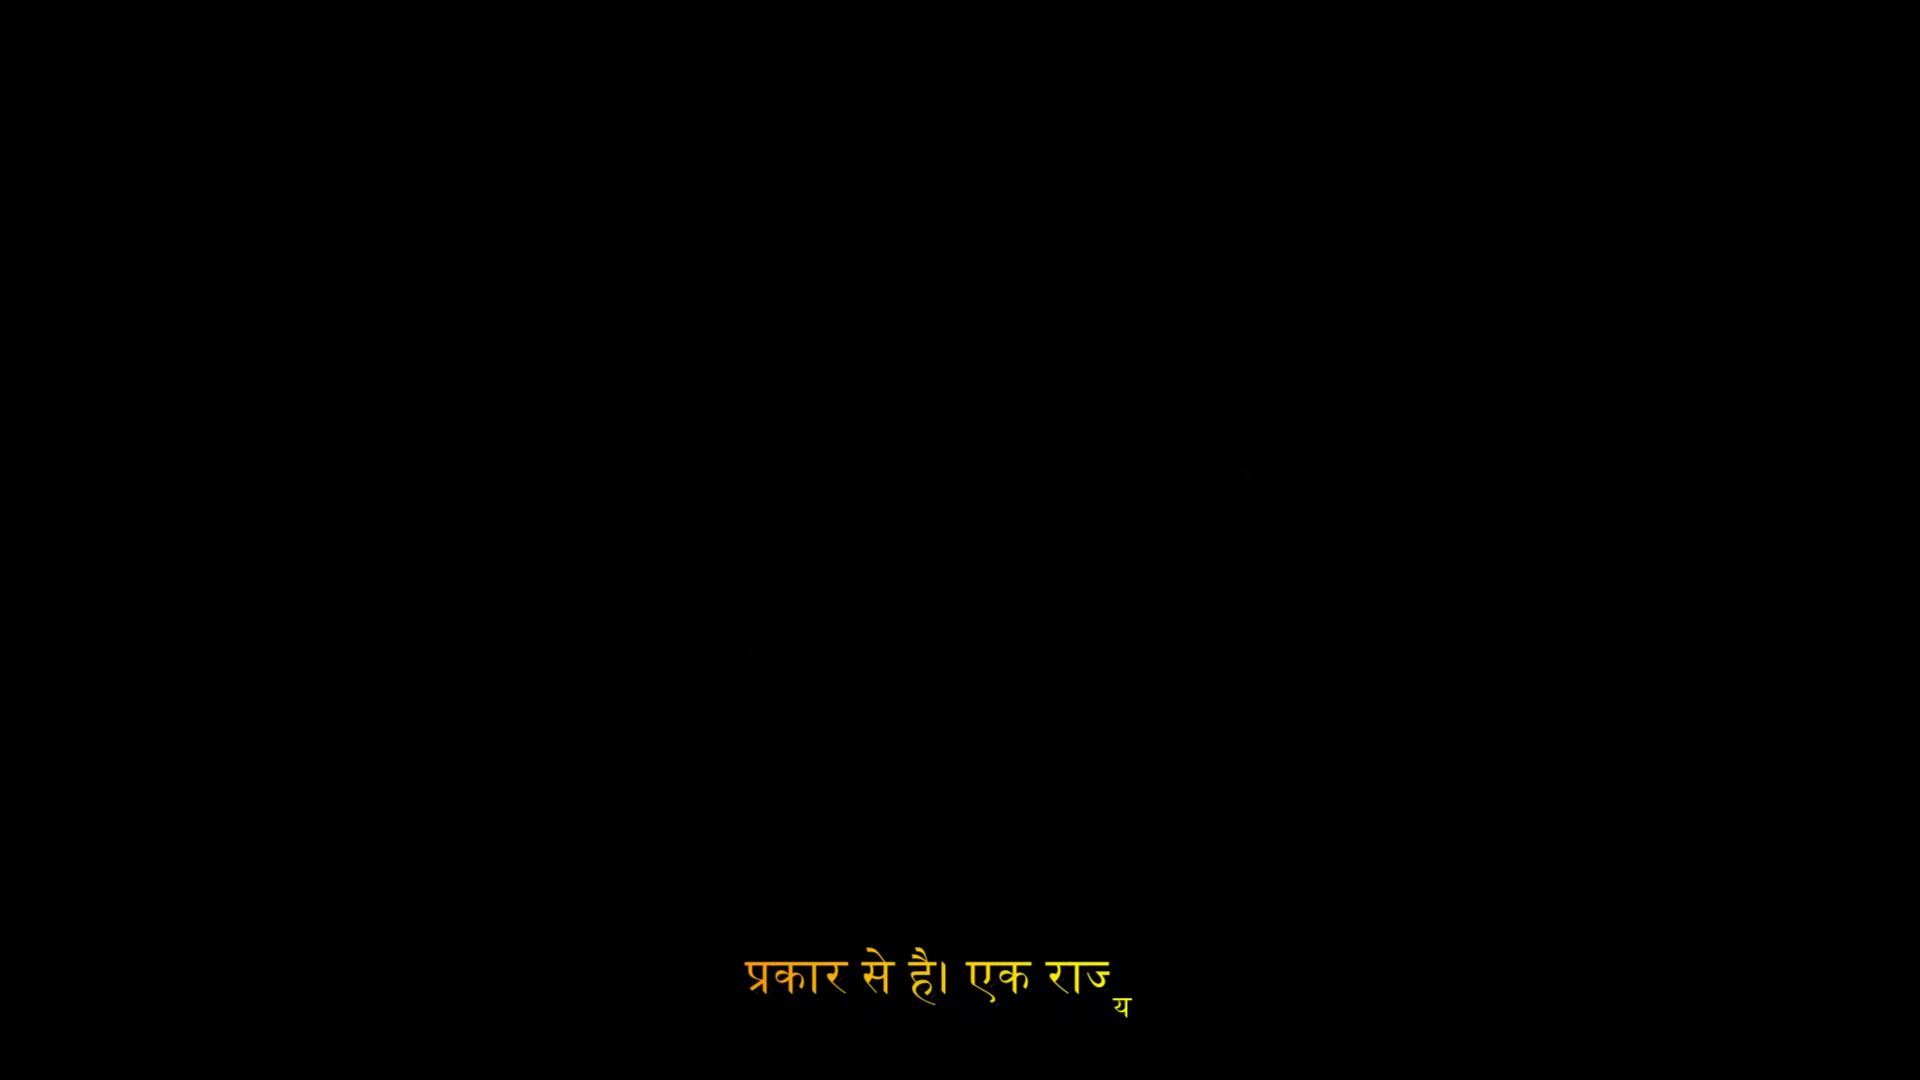 प्रकार से है। एक राज्य